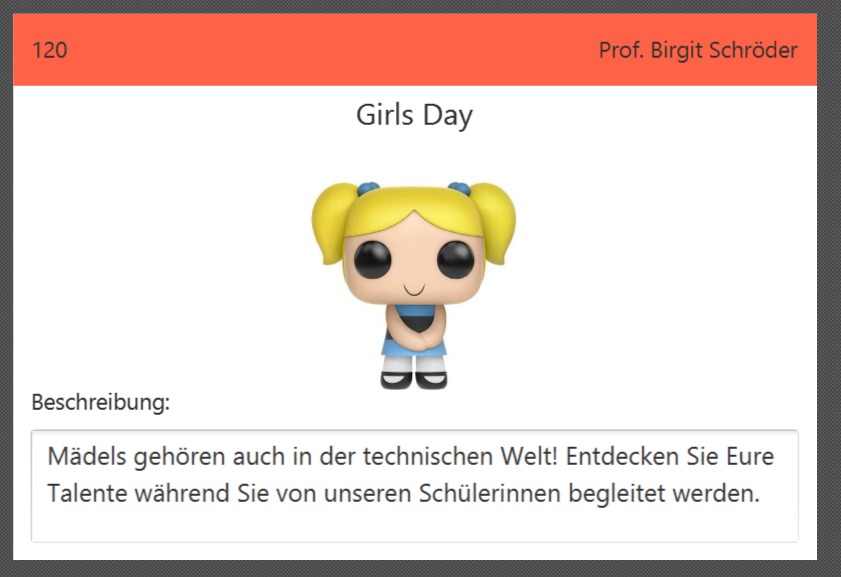 120 Prof. Birgit Schröder
Girls Day
Beschreibung:
Mädels gehören auch in der technischen Welt! Entdecken Sie Eure
Talente während Sie von unseren Schülerinnen begleitet werden.